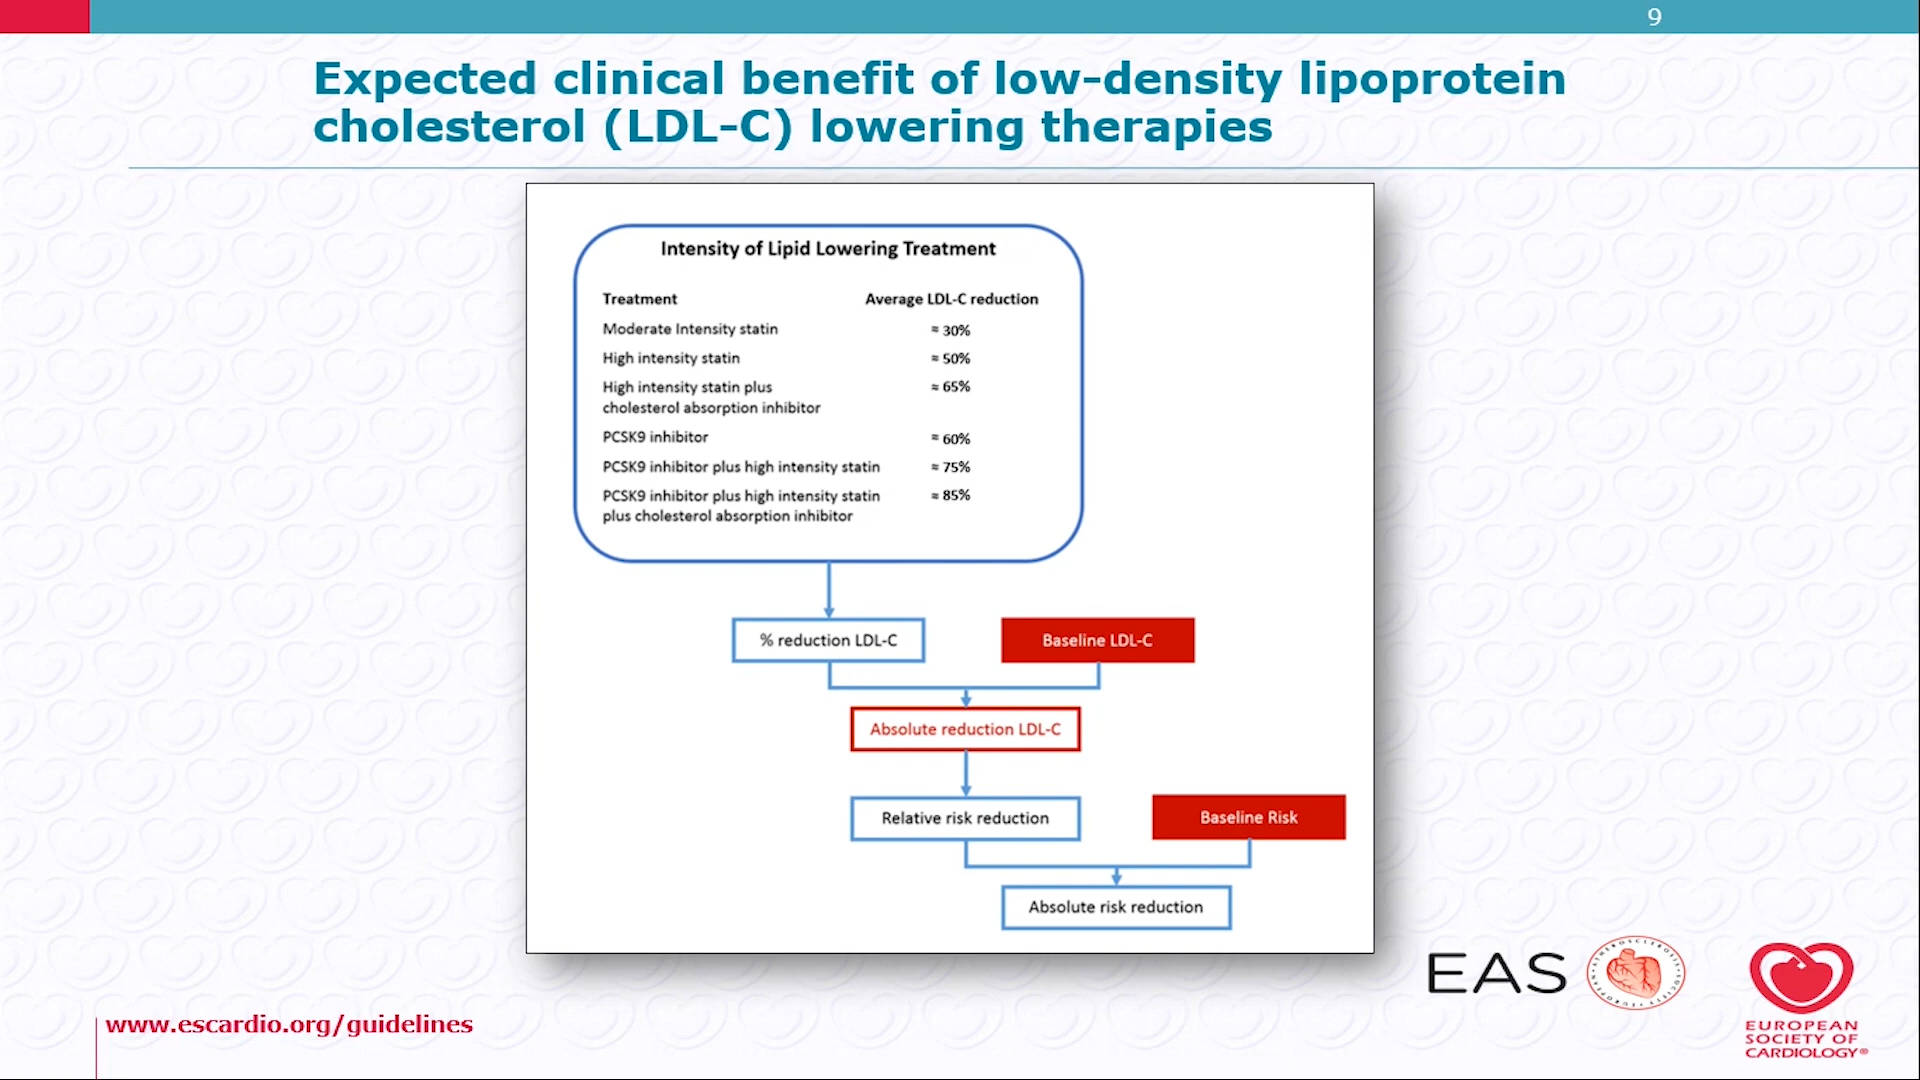 9
Expected clinical benefit of low-density lipoprotein
cholesterol (LDL-C) lowering therapies
Intensity of Lipid Lowering Treatment
Treatment Average LDL-C reduction
Moderate Intensity statin ≈ 30%
High intensity statin ≈ 50%
High intensity statin plus ≈ 65%
cholesterol absorption inhibitor
PCSK9 inhibitor ≈ 60%
PCSK9 inhibitor plus high intensity statin ≈ 75%
PCSK9 inhibitor plus high intensity statin ≈ 85%
plus cholesterol absorption inhibitor
% reduction LDL-C Baseline LDL-C
Absolute reduction LDL-C
Relative risk reduction Baseline Risk
Absolute risk reduction
EAS
EUROPEAN · ATHEROSCLEROSIS · SOCIETY
www.escardio.org/guidelines
EUROPEAN
SOCIETY OF
CARDIOLOGY®